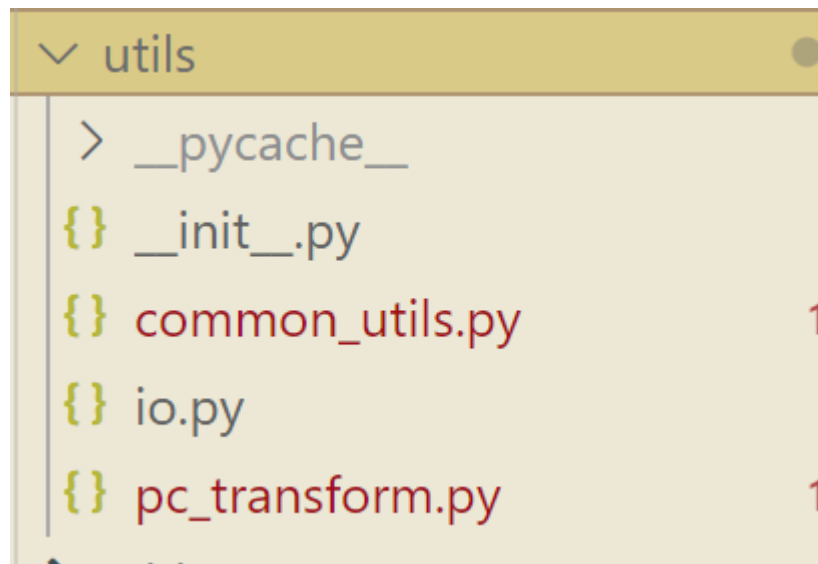 utils
__pycache__
{} __init__.py
{} common_utils.py
{} io.py
{} pc_transform.py